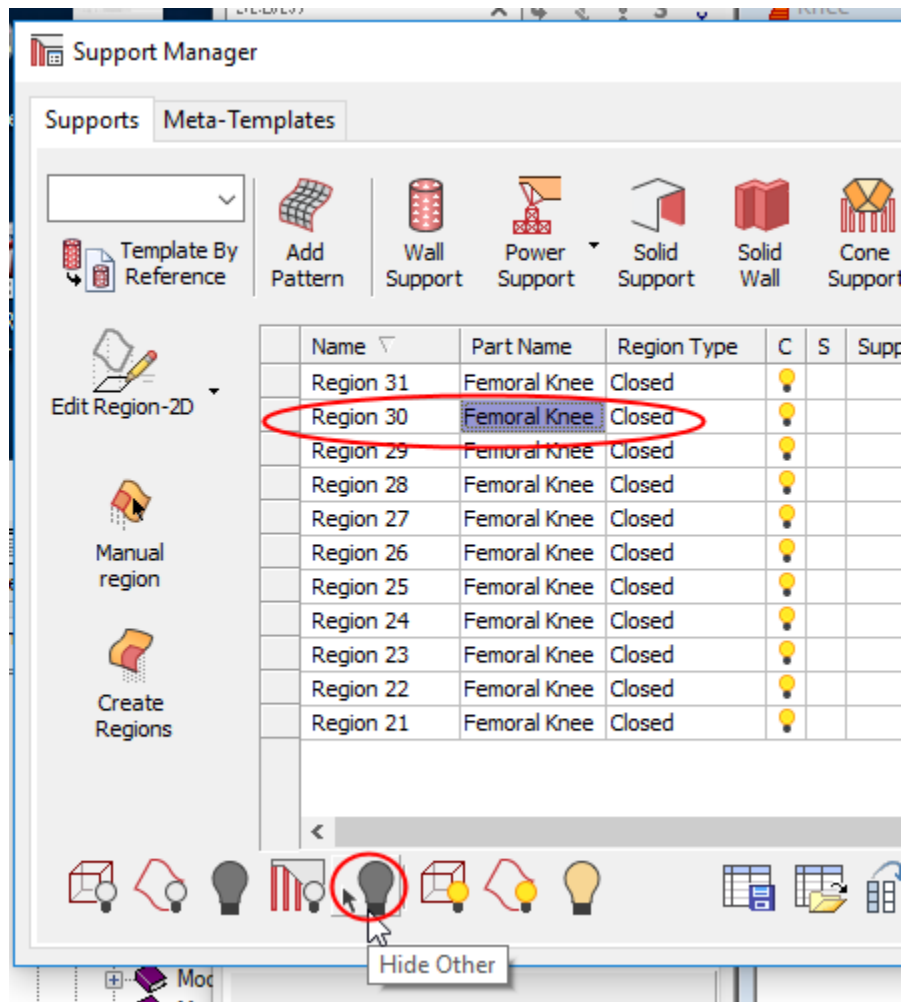 Support Manager
Supports Meta-Templates
Template By
Reference
Add
Pattern
Wall
Support
Power
Support
Solid
Support
Solid
Wall
Cone
Support
Edit Region-2D
Manual
region
Create
Regions
Name Part Name Region Type C S Supp
Region 31 Femoral Knee Closed
Region 30 Femoral Knee Closed
Region 29 Femoral Knee Closed
Region 28 Femoral Knee Closed
Region 27 Femoral Knee Closed
Region 26 Femoral Knee Closed
Region 25 Femoral Knee Closed
Region 24 Femoral Knee Closed
Region 23 Femoral Knee Closed
Region 22 Femoral Knee Closed
Region 21 Femoral Knee Closed
Hide Other
Mod